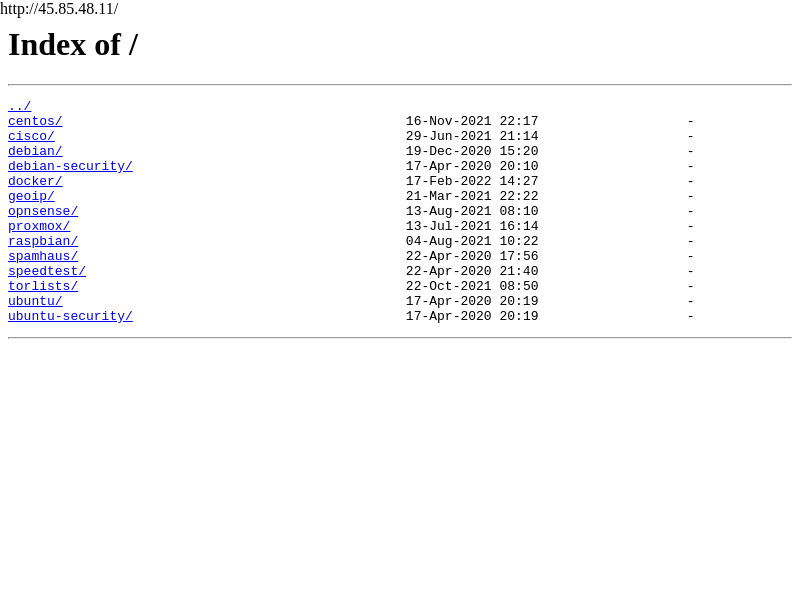 http://45.85.48.11/
Index of /
../
centos/ 16-Nov-2021 22:17 -
cisco/ 29-Jun-2021 21:14 -
debian/ 19-Dec-2020 15:20 -
debian-security/ 17-Apr-2020 20:10 -
docker/ 17-Feb-2022 14:27 -
geoip/ 21-Mar-2021 22:22 -
opnsense/ 13-Aug-2021 08:10 -
proxmox/ 13-Jul-2021 16:14 -
raspbian/ 04-Aug-2021 10:22 -
spamhaus/ 22-Apr-2020 17:56 -
speedtest/ 22-Apr-2020 21:40 -
torlists/ 22-Oct-2021 08:50 -
ubuntu/ 17-Apr-2020 20:19 -
ubuntu-security/ 17-Apr-2020 20:19 -